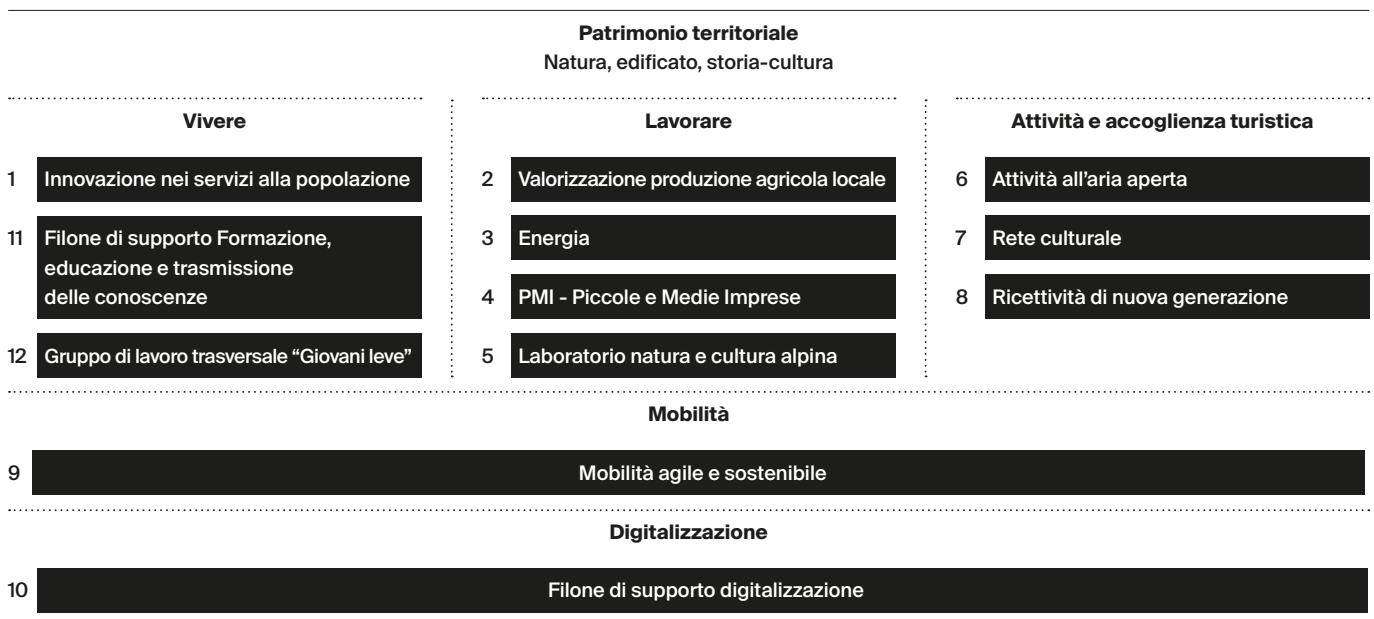 Patrimonio territoriale
Natura, edificato, storia-cultura
Vivere
1 Innovazione nei servizi alla popolazione
11 Filone di supporto Formazione,
educazione e trasmissione
delle conoscenze
12 Gruppo di lavoro trasversale “Giovani leve”
Lavorare
2 Valorizzazione produzione agricola locale
3 Energia
4 PMI - Piccole e Medie Imprese
5 Laboratorio natura e cultura alpina
Attività e accoglienza turistica
6 Attività all’aria aperta
7 Rete culturale
8 Ricettività di nuova generazione
Mobilità
9 Mobilità agile e sostenibile
Digitalizzazione
10 Filone di supporto digitalizzazione